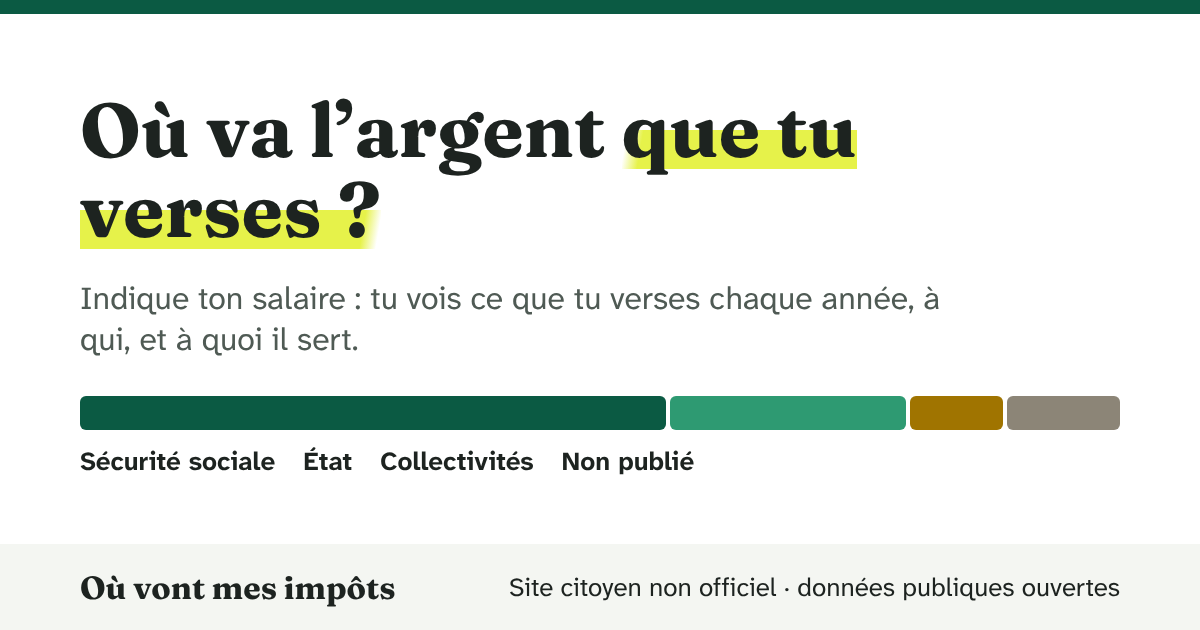 Où va l’argent que tu
verses ?
Indique ton salaire : tu vois ce que tu verses chaque année, à
qui, et à quoi il sert.
Sécurité sociale État Collectivités Non publié
Où vont mes impôts
Site citoyen non officiel · données publiques ouvertes